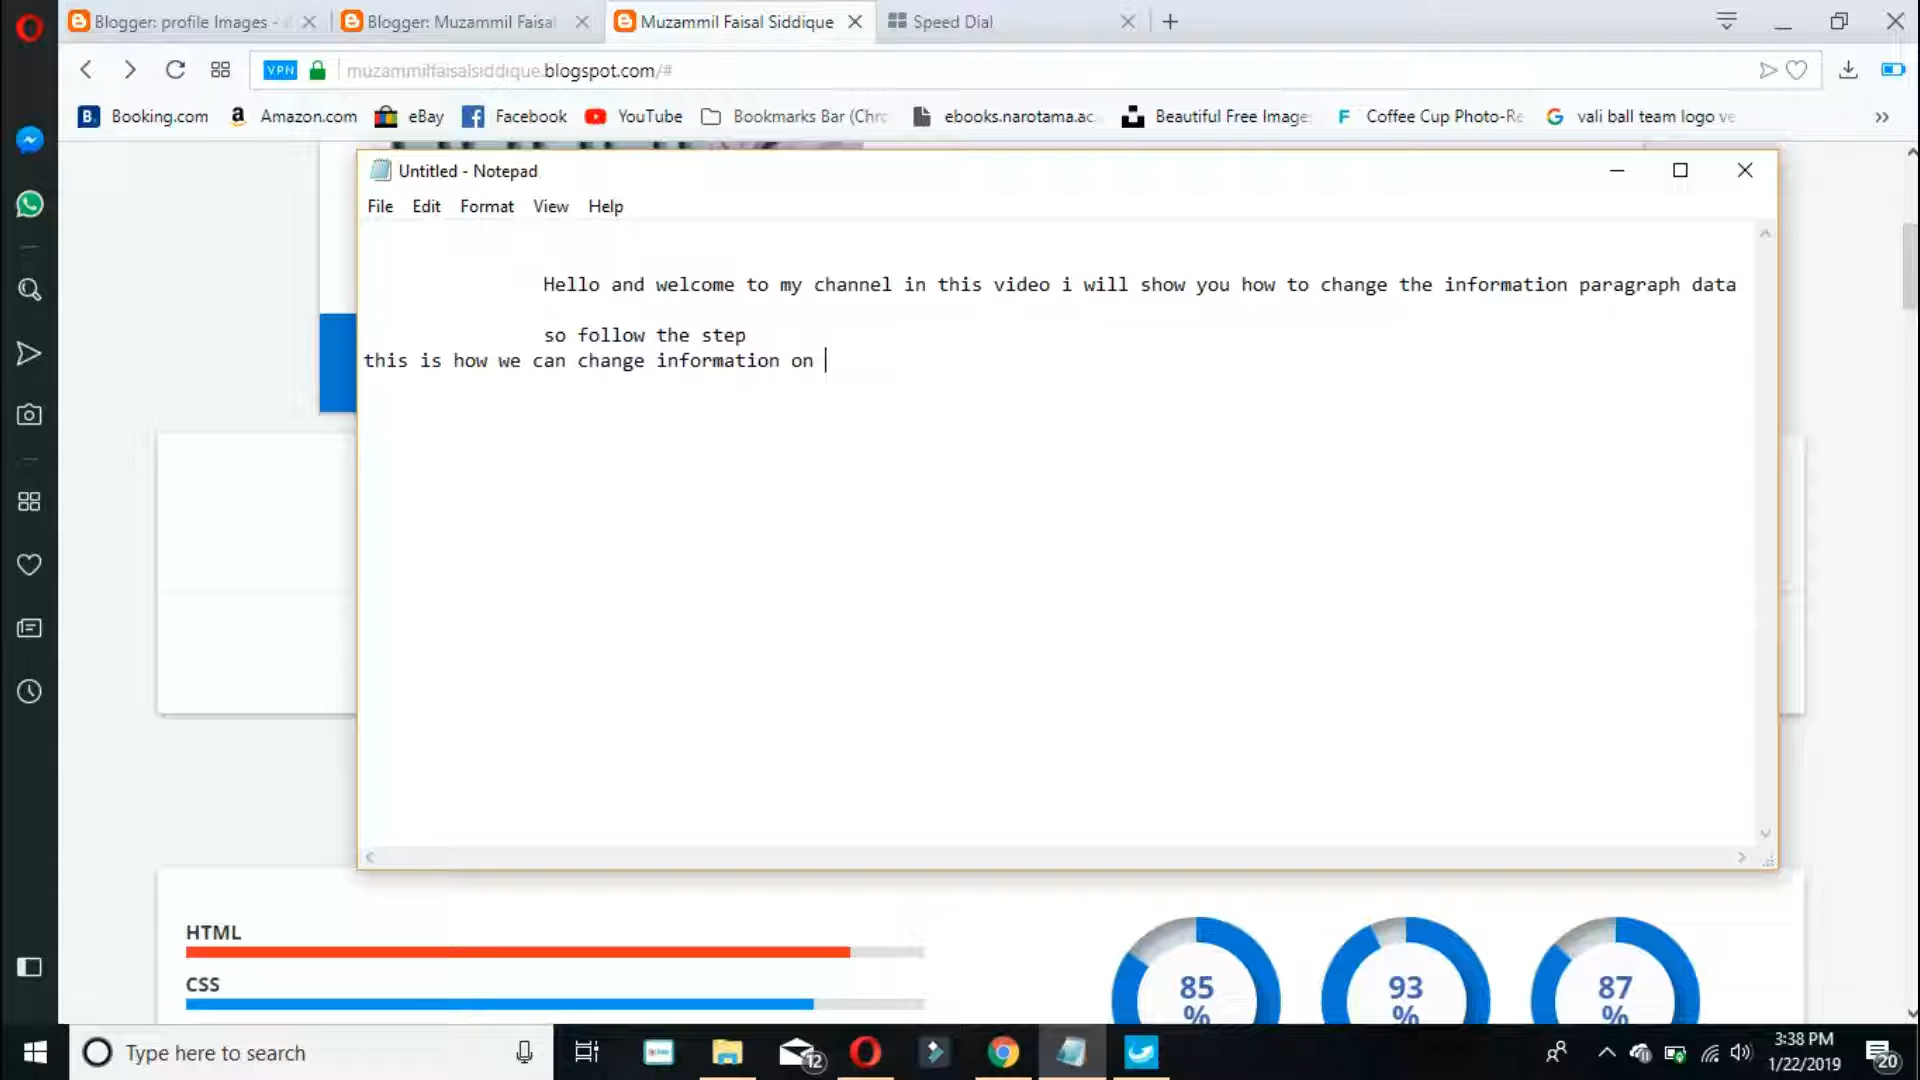 Blogger: profile Images -
Blogger: Muzammil Faisal
Muzammil Faisal Siddique
Speed Dial
VPN
muzammilfaisalsiddique.blogspot.com/#
Booking.com
Amazon.com
eBay
Facebook
YouTube
Bookmarks Bar (Chro
ebooks.narotama.ac.
Beautiful Free Image
Coffee Cup Photo-Re
vali ball team logo ve
Untitled - Notepad
File Edit Format View Help
Hello and welcome to my channel in this video i will show you how to change the information paragraph data
so follow the step
this is how we can change information on
HTML
CSS
85
%
93
%
87
%
Type here to search
12
3:38 PM
1/22/2019
20